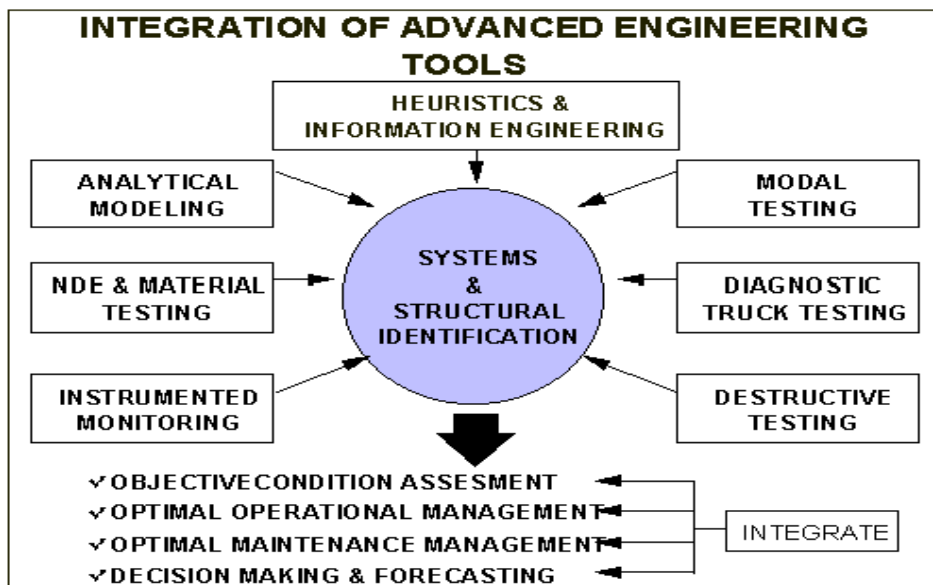 INTEGRATION OF ADVANCED ENGINEERING
TOOLS
HEURISTICS &
INFORMATION ENGINEERING
ANALYTICAL
MODELING
MODAL
TESTING
NDE & MATERIAL
TESTING
SYSTEMS
&
STRUCTURAL
IDENTIFICATION
DIAGNOSTIC
TRUCK TESTING
INSTRUMENTED
MONITORING
DESTRUCTIVE
TESTING
✓OBJECTIVECONDITION ASSESMENT
✓OPTIMAL OPERATIONAL MANAGEMENT
✓OPTIMAL MAINTENANCE MANAGEMENT
✓DECISION MAKING & FORECASTING
INTEGRATE